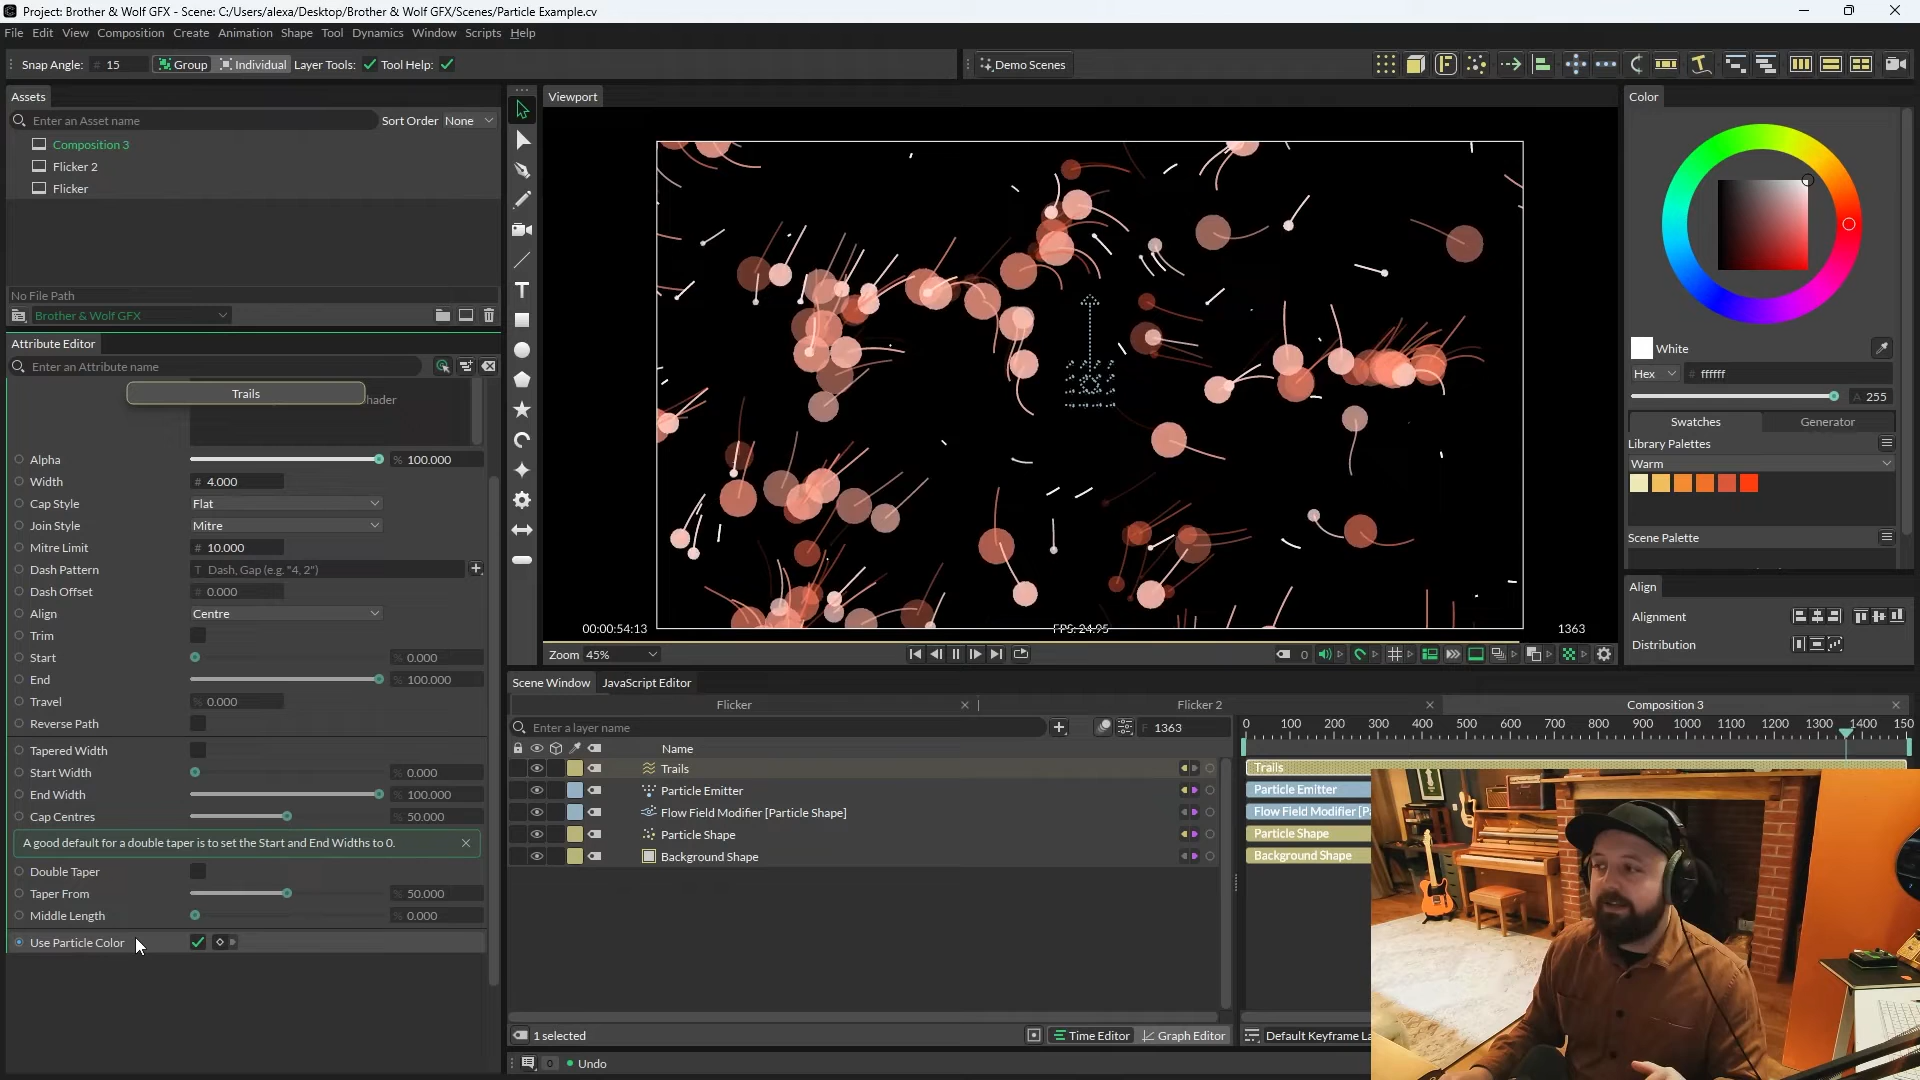 Project: Brother & Wolf GFX - Scene: C:/Users/alexa/Desktop/Brother & Wolf GFX/Scenes/Particle Example.cv
File Edit View Composition Create Animation Shape Tool Dynamics Window Scripts Help
Snap Angle: # 15 Group Individual Layer Tools: Tool Help: Demo Scenes
Assets
Enter an Asset name Sort Order None
Composition 3
Flicker 2
Flicker
No File Path
Brother & Wolf GFX
Attribute Editor
Enter an Attribute name
Trails
hader
Alpha % 100.000
Width # 4.000
Cap Style Flat
Join Style Mitre
Mitre Limit # 10.000
Dash Pattern T Dash, Gap (e.g. "4, 2")
Dash Offset # 0.000
Align Centre
Trim
Start % 0.000
End % 100.000
Travel % 0.000
Reverse Path
Tapered Width
Start Width % 0.000
End Width % 100.000
Cap Centres % 50.000
A good default for a double taper is to set the Start and End Widths to 0.
Double Taper
Taper From % 50.000
Middle Length % 0.000
Use Particle Color
Viewport
00:00:54:13 FPS: 24.95 1363
Zoom 45% 0
Scene Window JavaScript Editor
Flicker Flicker 2 Composition 3
Enter a layer name F 1363
0 100 200 300 400 500 600 700 800 900 1000 1100 1200 1300 1400 150
Name
Trails Trails
Particle Emitter Particle Emitter
Flow Field Modifier [Particle Shape] Flow Field Modifier [P
Particle Shape Particle Shape
Background Shape Background Shape
1 selected Time Editor Graph Editor Default Keyframe La
0 Undo
Color
White
Hex # ffffff
A 255
Swatches Generator
Library Palettes
Warm
Scene Palette
Align
Alignment
Distribution